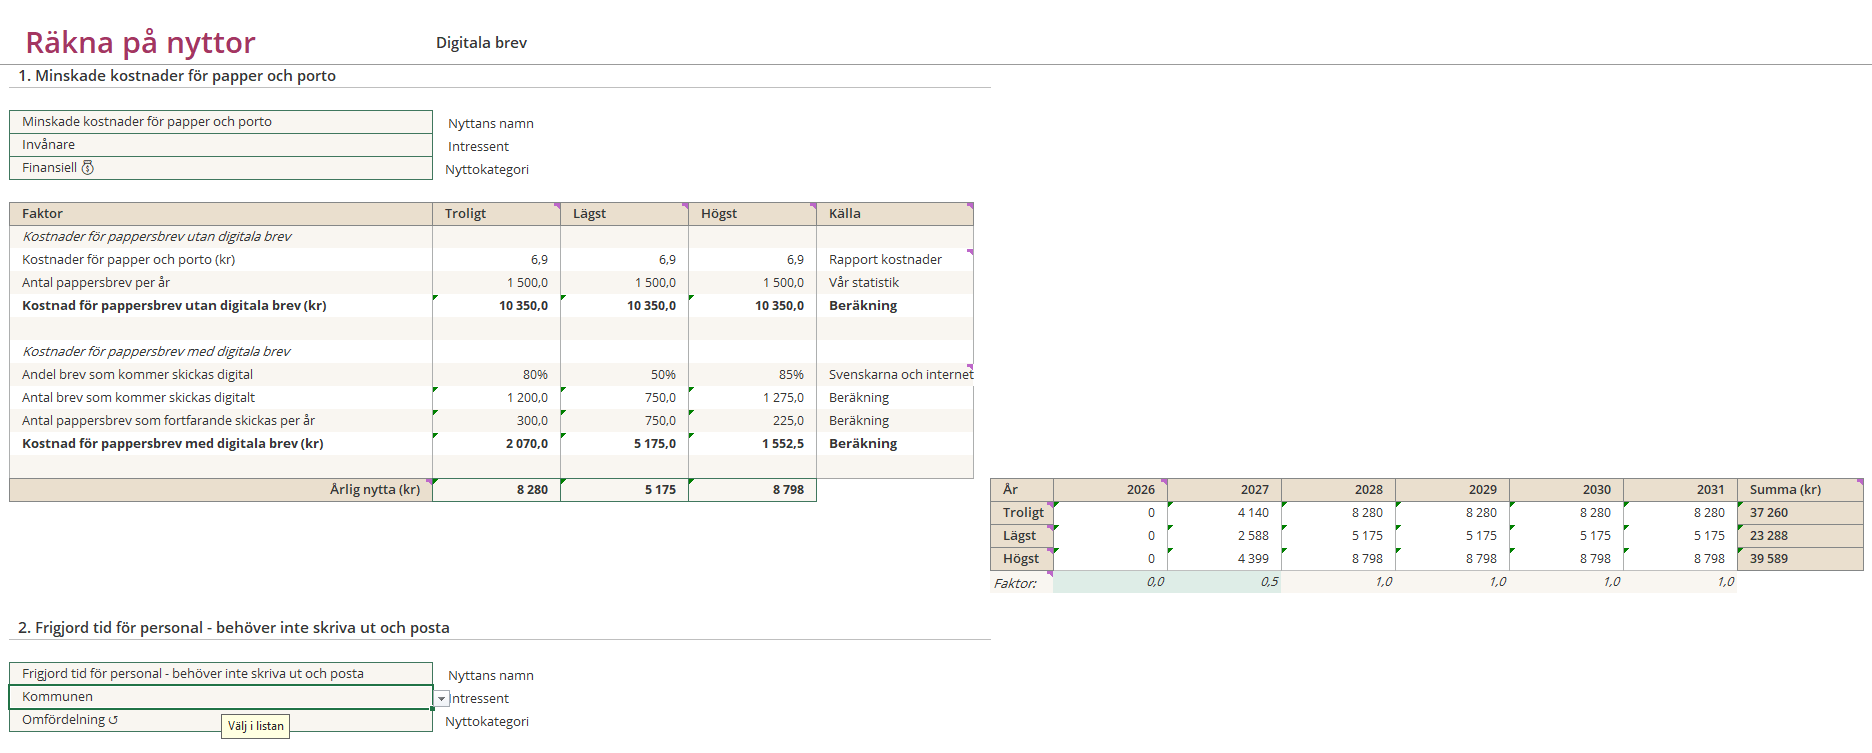 Räkna på nyttor Digitala brev
1. Minskade kostnader för papper och porto
Minskade kostnader för papper och porto Nyttans namn
Invånare Intressent
Finansiell Nyttokategori
Faktor Troligt Lägst Högst Källa
Kostnader för pappersbrev utan digitala brev
Kostnader för papper och porto (kr) 6,9 6,9 6,9 Rapport kostnader
Antal pappersbrev per år 1 500,0 1 500,0 1 500,0 Vår statistik
Kostnad för pappersbrev utan digitala brev (kr) 10 350,0 10 350,0 10 350,0 Beräkning
Kostnader för pappersbrev med digitala brev
Andel brev som kommer skickas digital 80% 50% 85% Svenskarna och internet
Antal brev som kommer skickas digitalt 1 200,0 750,0 1 275,0 Beräkning
Antal pappersbrev som fortfarande skickas per år 300,0 750,0 225,0 Beräkning
Kostnad för pappersbrev med digitala brev (kr) 2 070,0 5 175,0 1 552,5 Beräkning
Årlig nytta (kr) 8 280 5 175 8 798
År 2026 2027 2028 2029 2030 2031 Summa (kr)
Troligt 0 4 140 8 280 8 280 8 280 8 280 37 260
Lägst 0 2 588 5 175 5 175 5 175 5 175 23 288
Högst 0 4 399 8 798 8 798 8 798 8 798 39 589
Faktor: 0,0 0,5 1,0 1,0 1,0 1,0
2. Frigjord tid för personal - behöver inte skriva ut och posta
Frigjord tid för personal - behöver inte skriva ut och posta Nyttans namn
Kommunen Intressent
Omfördelning ↺ Nyttokategori
Välj i listan